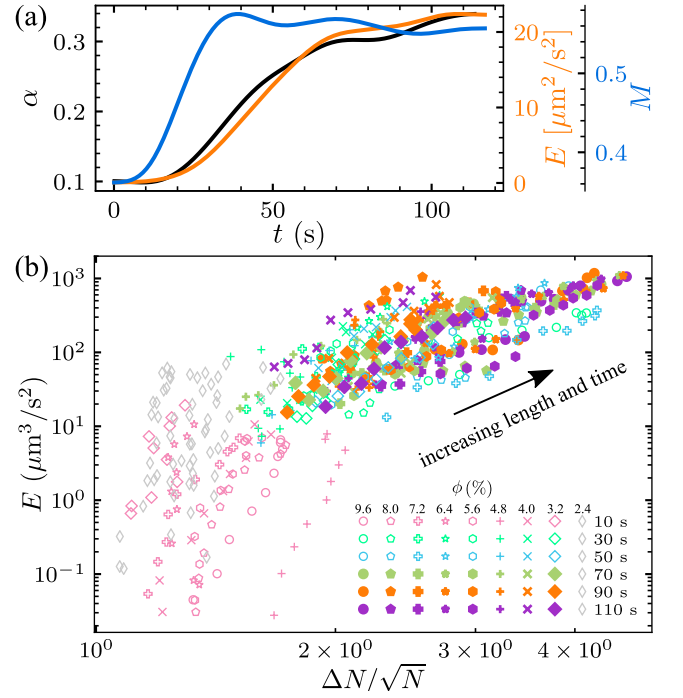 (a)
0.3
0.2
0.1
α
0
50
100
t (s)
20
10
0
E [μm²/s²]
0.5
0.4
M
(b)
10³
10²
10¹
10⁰
10⁻¹
E (μm³/s²)
increasing length and time
ϕ (%)
9.6 8.0 7.2 6.4 5.6 4.8 4.0 3.2 2.4
10 s
30 s
50 s
70 s
90 s
110 s
10⁰ 2 × 10⁰ 3 × 10⁰ 4 × 10⁰
ΔN/√N